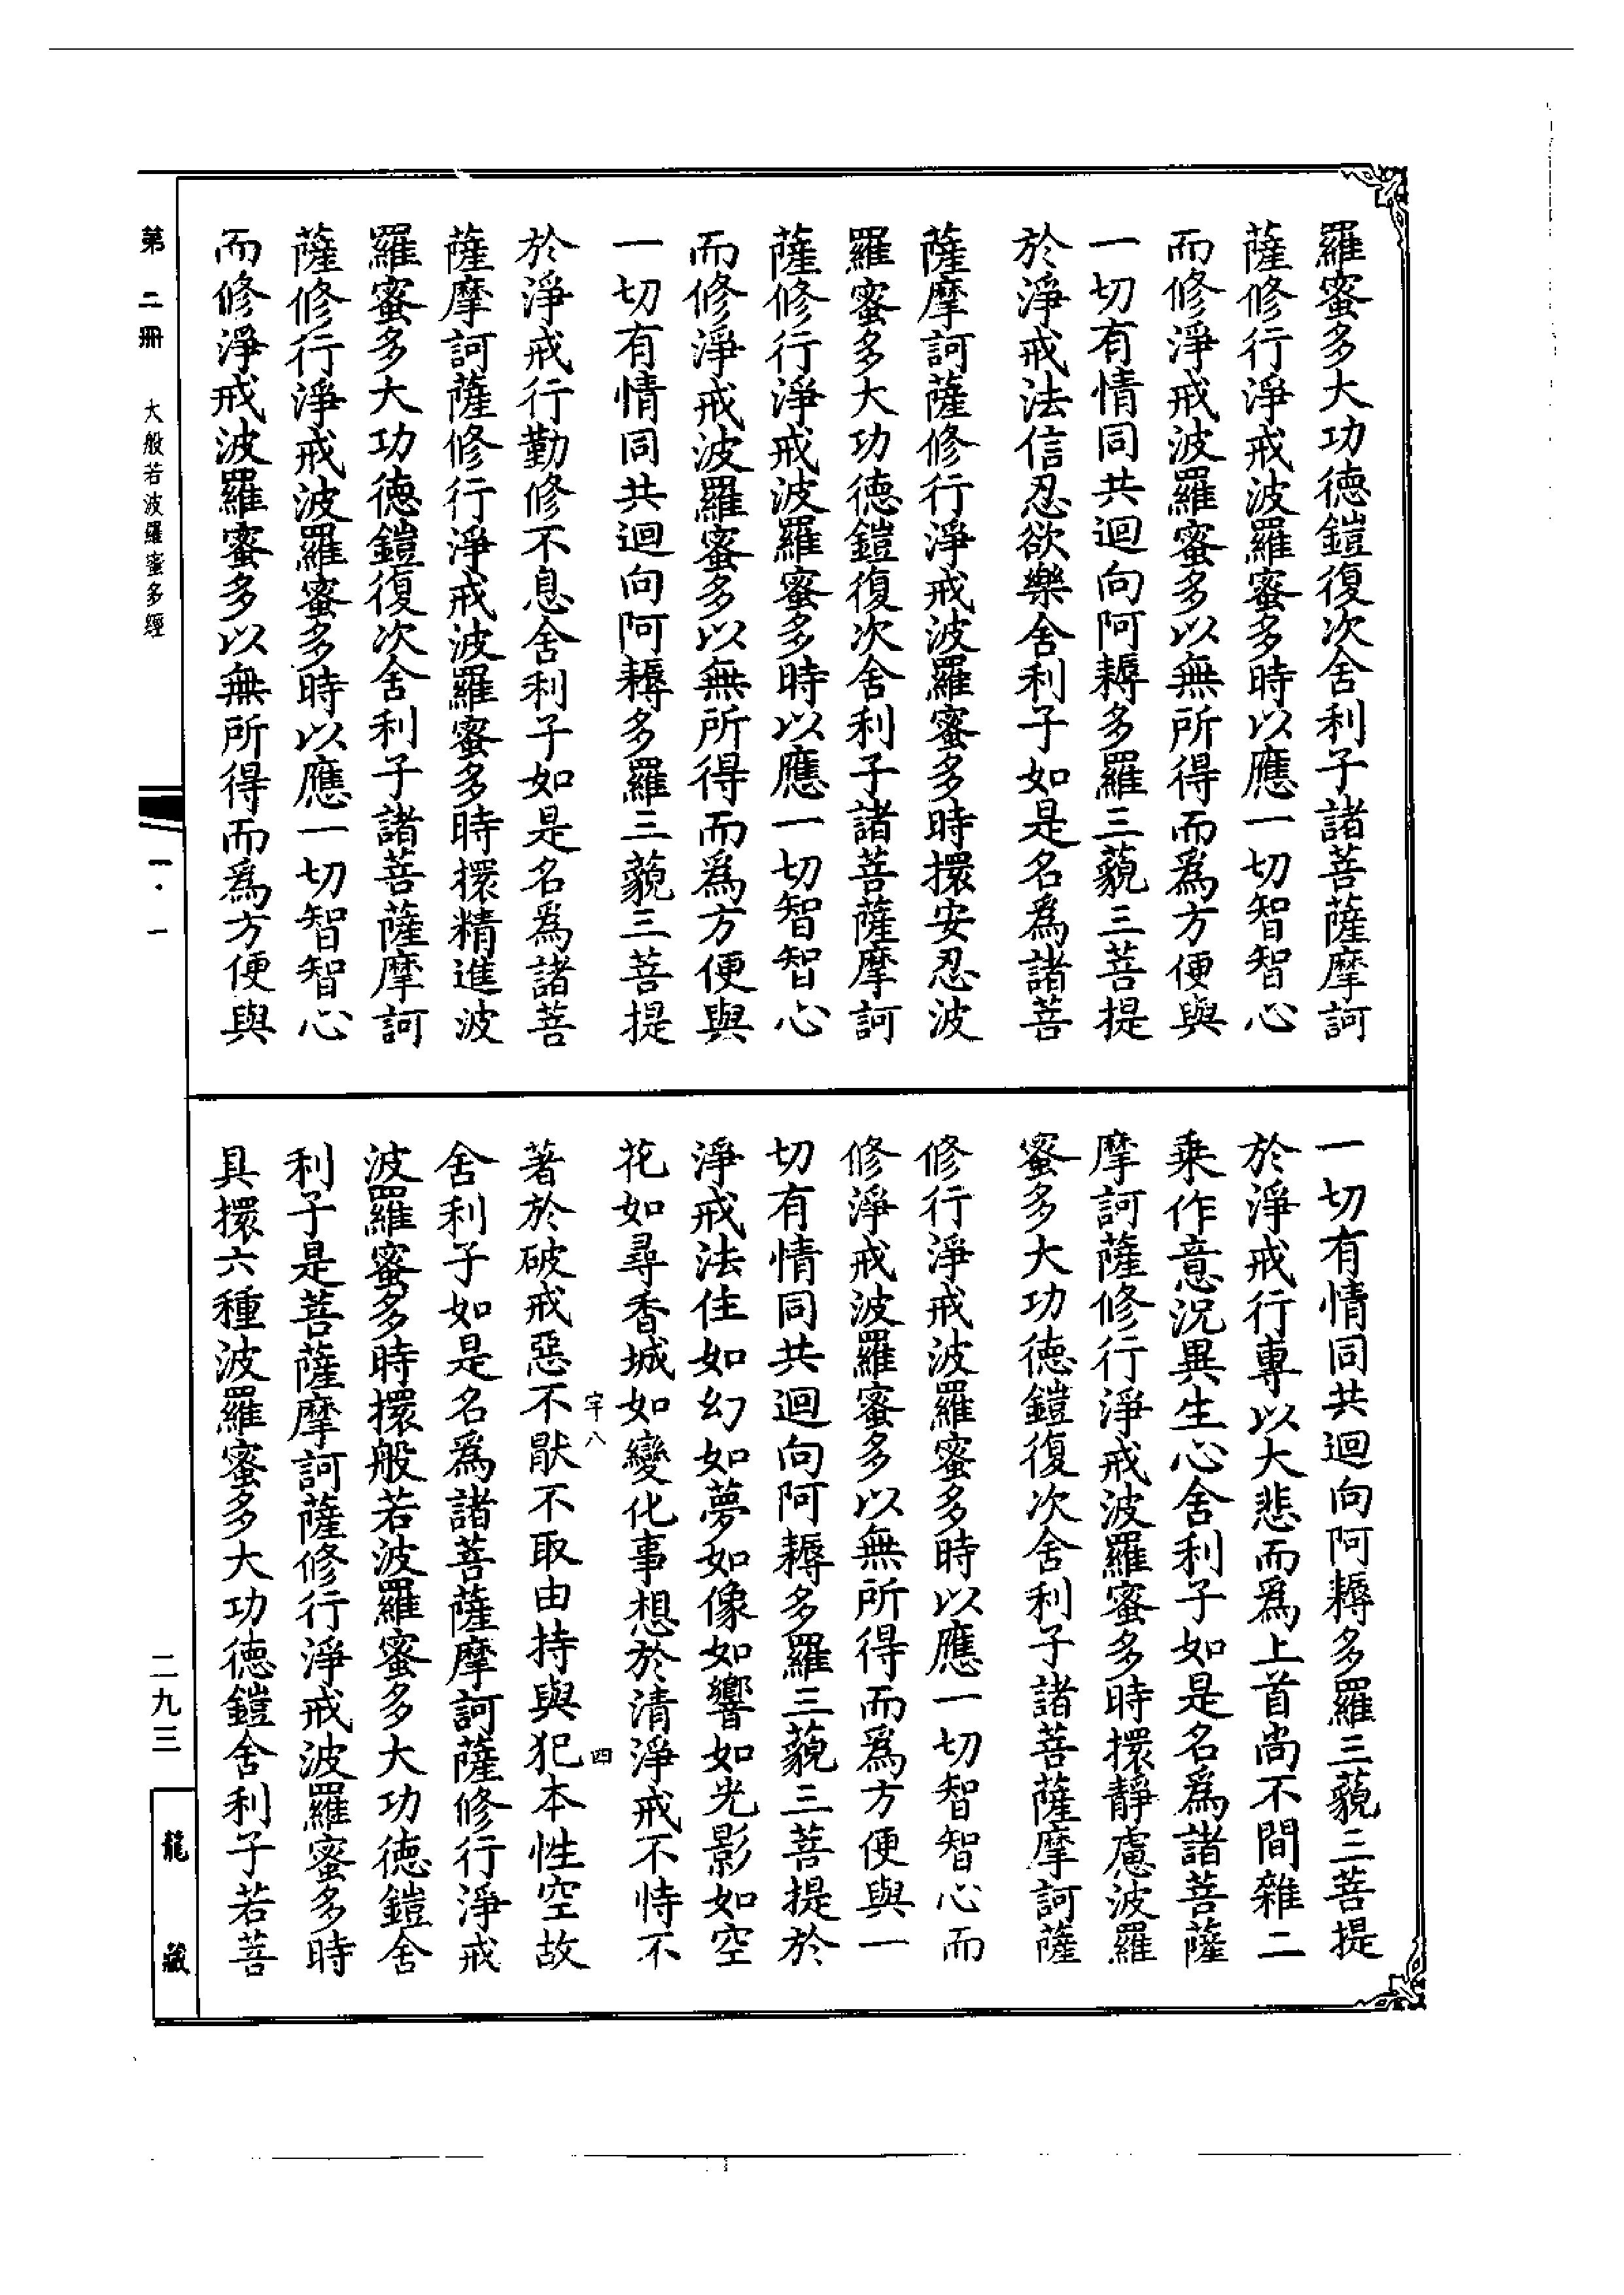 羅蜜多大功德鎧復次舍利子諸菩薩摩訶
薩修行淨戒波羅蜜多時以應一切智智心
而修淨戒波羅蜜多以無所得而爲方便與
一切有情同共迴向阿耨多羅三藐三菩提
於淨戒法信忍欲樂舍利子如是名爲諸菩
薩摩訶薩修行淨戒波羅蜜多時擐安忍波
羅蜜多大功德鎧復次舍利子諸菩薩摩訶
薩修行淨戒波羅蜜多時以應一切智智心
而修淨戒波羅蜜多以無所得而爲方便與
一切有情同共迴向阿耨多羅三藐三菩提
於淨戒行勤修不息舍利子如是名爲諸菩
薩摩訶薩修行淨戒波羅蜜多時擐精進波
羅蜜多大功德鎧復次舍利子諸菩薩摩訶
薩修行淨戒波羅蜜多時以應一切智智心
而修淨戒波羅蜜多以無所得而爲方便與
一切有情同共迴向阿耨多羅三藐三菩提
於淨戒行專以大悲而爲上首尚不間雜二
乗作意況異生心舍利子如是名爲諸菩薩
摩訶薩修行淨戒波羅蜜多時擐靜慮波羅
蜜多大功德鎧復次舍利子諸菩薩摩訶薩
修行淨戒波羅蜜多時以應一切智智心而
修淨戒波羅蜜多以無所得而爲方便與一
切有情同共迴向阿耨多羅三藐三菩提於
淨戒法住如幻如夢如像如響如光影如空
花如尋香城如變化事想於清淨戒不恃不
宇八 四
著於破戒惡不猒不取由持與犯本性空故
舍利子如是名爲諸菩薩摩訶薩修行淨戒
波羅蜜多時擐般若波羅蜜多大功德鎧舍
利子是菩薩摩訶薩修行淨戒波羅蜜多時
具擐六種波羅蜜多大功德鎧舍利子若菩
第二冊 大般若波羅蜜多經 一·一 二九三 龍藏